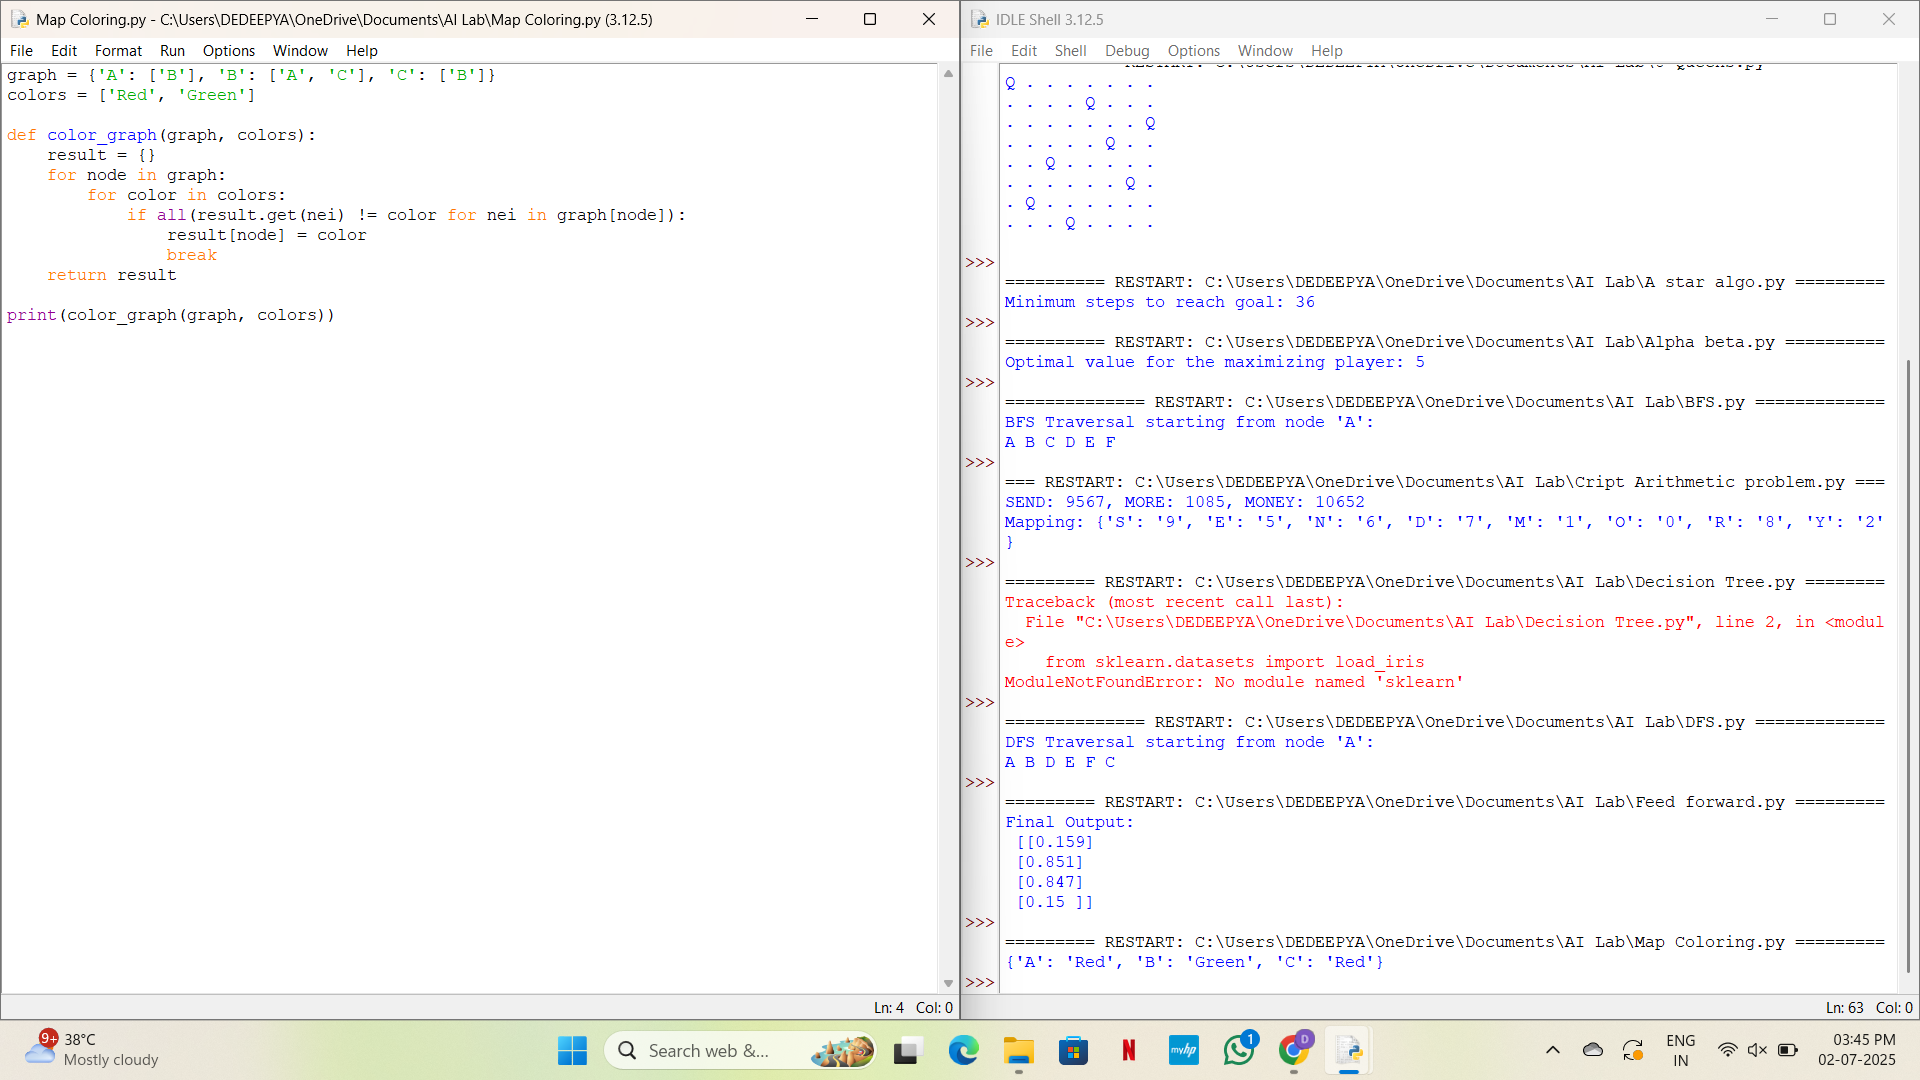 Map Coloring.py - C:\Users\DEDEEPYA\OneDrive\Documents\AI Lab\Map Coloring.py (3.12.5)
File Edit Format Run Options Window Help
graph = {'A': ['B'], 'B': ['A', 'C'], 'C': ['B']}
colors = ['Red', 'Green']
def color_graph(graph, colors):
    result = {}
    for node in graph:
        for color in colors:
            if all(result.get(nei) != color for nei in graph[node]):
                result[node] = color
                break
    return result
print(color_graph(graph, colors))
Ln: 4 Col: 0
IDLE Shell 3.12.5
File Edit Shell Debug Options Window Help
Q . . . . . . .
. . . . Q . . .
. . . . . . . Q
. . . . . Q . .
. . Q . . . . .
. . . . . . Q .
. Q . . . . . .
. . . Q . . . .
>>>
========== RESTART: C:\Users\DEDEEPYA\OneDrive\Documents\AI Lab\A star algo.py =========
Minimum steps to reach goal: 36
>>>
========== RESTART: C:\Users\DEDEEPYA\OneDrive\Documents\AI Lab\Alpha beta.py ==========
Optimal value for the maximizing player: 5
>>>
============== RESTART: C:\Users\DEDEEPYA\OneDrive\Documents\AI Lab\BFS.py =============
BFS Traversal starting from node 'A':
A B C D E F
>>>
=== RESTART: C:\Users\DEDEEPYA\OneDrive\Documents\AI Lab\Cript Arithmetic problem.py ===
SEND: 9567, MORE: 1085, MONEY: 10652
Mapping: {'S': '9', 'E': '5', 'N': '6', 'D': '7', 'M': '1', 'O': '0', 'R': '8', 'Y': '2'
}
>>>
========= RESTART: C:\Users\DEDEEPYA\OneDrive\Documents\AI Lab\Decision Tree.py ========
Traceback (most recent call last):
  File "C:\Users\DEDEEPYA\OneDrive\Documents\AI Lab\Decision Tree.py", line 2, in <modul
e>
    from sklearn.datasets import load_iris
ModuleNotFoundError: No module named 'sklearn'
>>>
============== RESTART: C:\Users\DEDEEPYA\OneDrive\Documents\AI Lab\DFS.py =============
DFS Traversal starting from node 'A':
A B D E F C
>>>
========= RESTART: C:\Users\DEDEEPYA\OneDrive\Documents\AI Lab\Feed forward.py =========
Final Output:
 [[0.159]
 [0.851]
 [0.847]
 [0.15 ]]
>>>
========= RESTART: C:\Users\DEDEEPYA\OneDrive\Documents\AI Lab\Map Coloring.py =========
{'A': 'Red', 'B': 'Green', 'C': 'Red'}
>>>
Ln: 63 Col: 0
9+
38°C
Mostly cloudy
Search web &...
N
myhp
1
D
ENG
IN
03:45 PM
02-07-2025